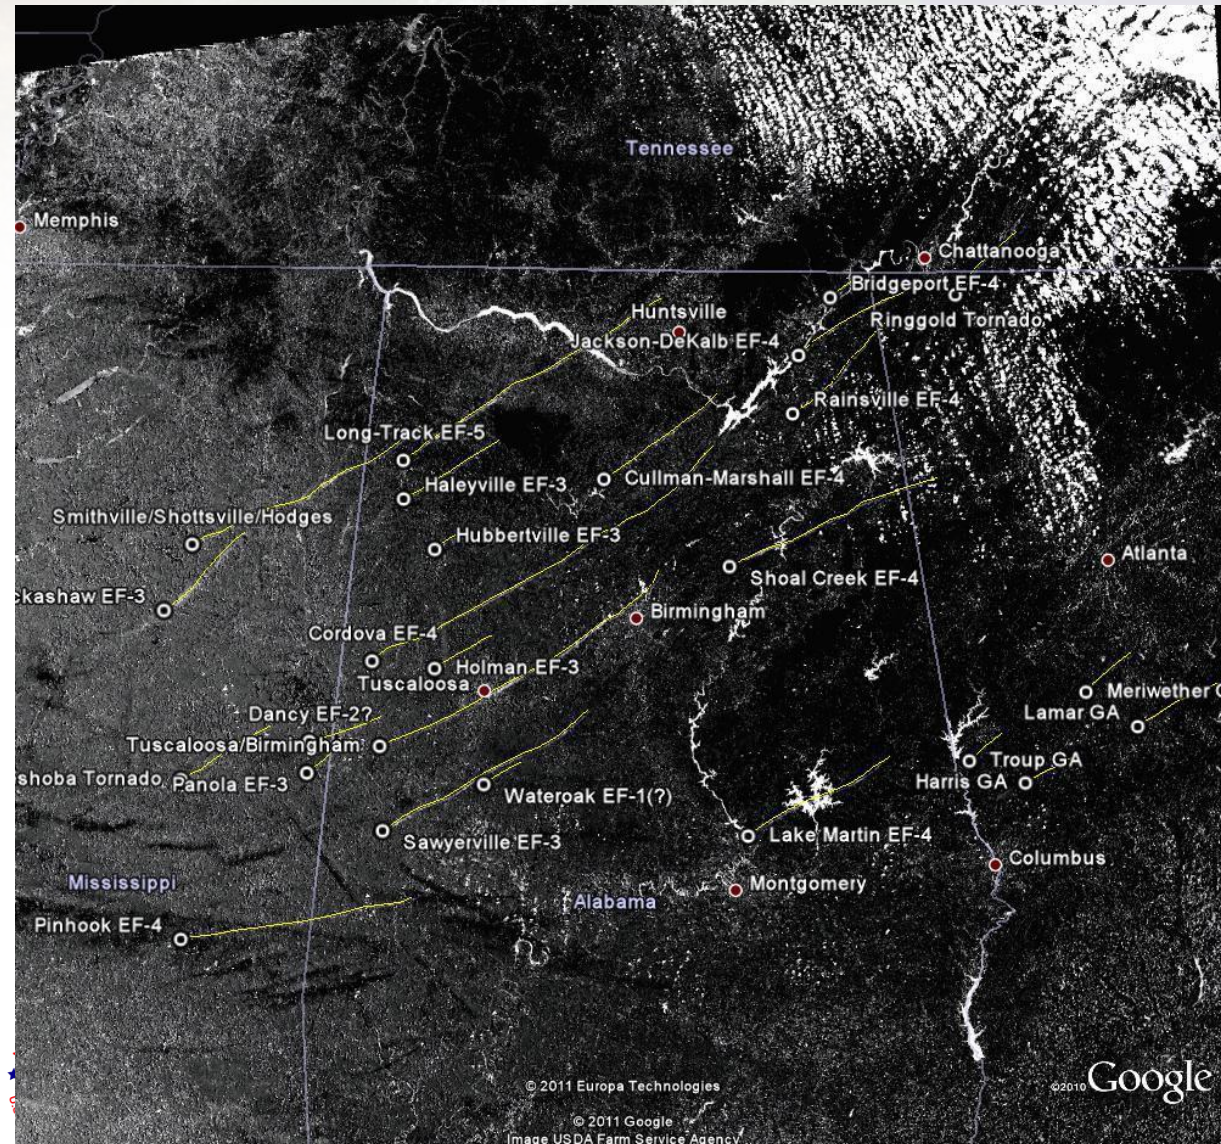 Tennessee
Memphis
Chattanooga
Bridgeport EF-4
Huntsville
Ringgold Tornado
Jackson-DeKalb EF-4
Rainsville EF-4
Long-Track EF-5
Cullman-Marshall EF-4
Haleyville EF-3
Smithville/Shottsville/Hodges
Hubbertville EF-3
Atlanta
Shoal Creek EF-4
ckashaw EF-3
Birmingham
Cordova EF-4
Holman EF-3
Tuscaloosa
Meriwether
Dancy EF-2?
Lamar GA
Tuscaloosa/Birmingham
Troup GA
shoba Tornado
Panola EF-3
Harris GA
Wateroak EF-1(?)
Lake Martin EF-4
Sawyerville EF-3
Columbus
Mississippi
Montgomery
Alabama
Pinhook EF-4
© 2011 Europa Technologies
©2010 Google
© 2011 Google
Image USDA Farm Service Agency